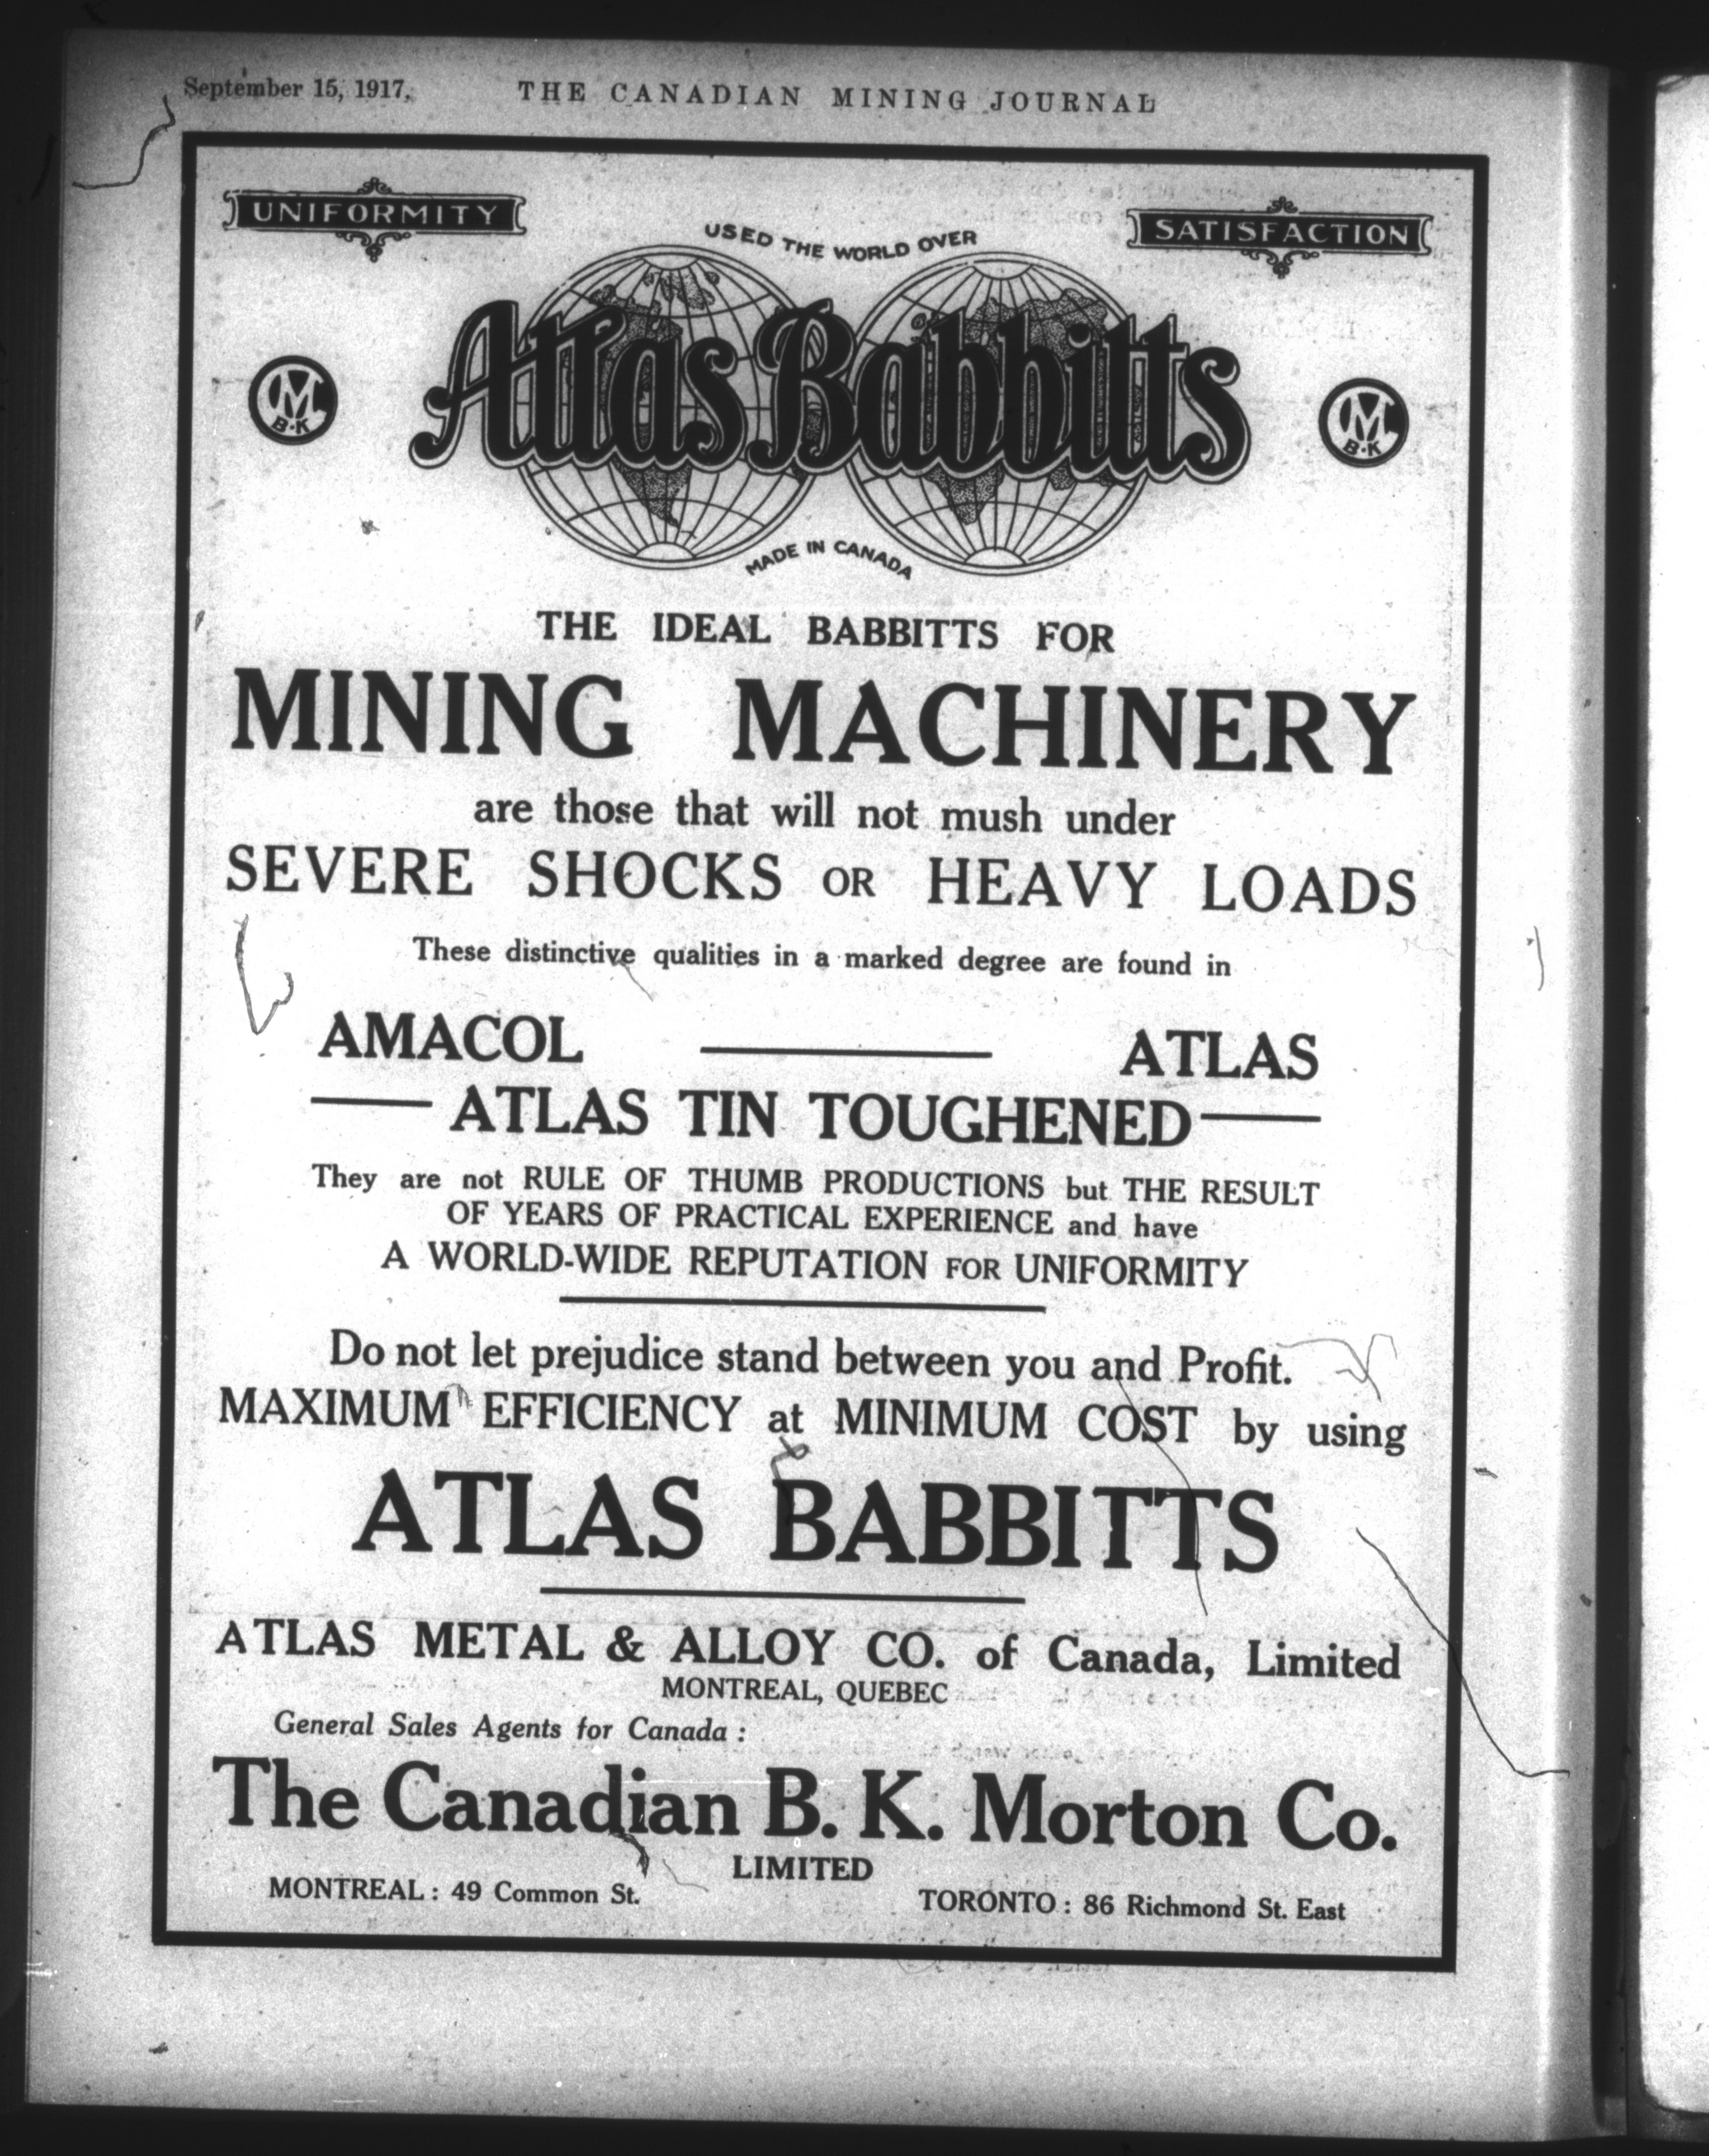 September 15, 1917. THE CANADIAN MINING JOURNAL
UNIFORMITY
SATISFACTION
USED THE WORLD OVER
Atlas Babbitts
CM B·K
CM B·K
MADE IN CANADA
THE IDEAL BABBITTS FOR
MINING MACHINERY
are those that will not mush under
SEVERE SHOCKS OR HEAVY LOADS
These distinctive qualities in a marked degree are found in
AMACOL ——— ATLAS
—— ATLAS TIN TOUGHENED ——
They are not RULE OF THUMB PRODUCTIONS but THE RESULT
OF YEARS OF PRACTICAL EXPERIENCE and have
A WORLD-WIDE REPUTATION FOR UNIFORMITY
Do not let prejudice stand between you and Profit.
MAXIMUM EFFICIENCY at MINIMUM COST by using
ATLAS BABBITTS
ATLAS METAL & ALLOY CO. of Canada, Limited
MONTREAL, QUEBEC
General Sales Agents for Canada :
The Canadian B. K. Morton Co.
LIMITED
MONTREAL : 49 Common St. TORONTO : 86 Richmond St. East